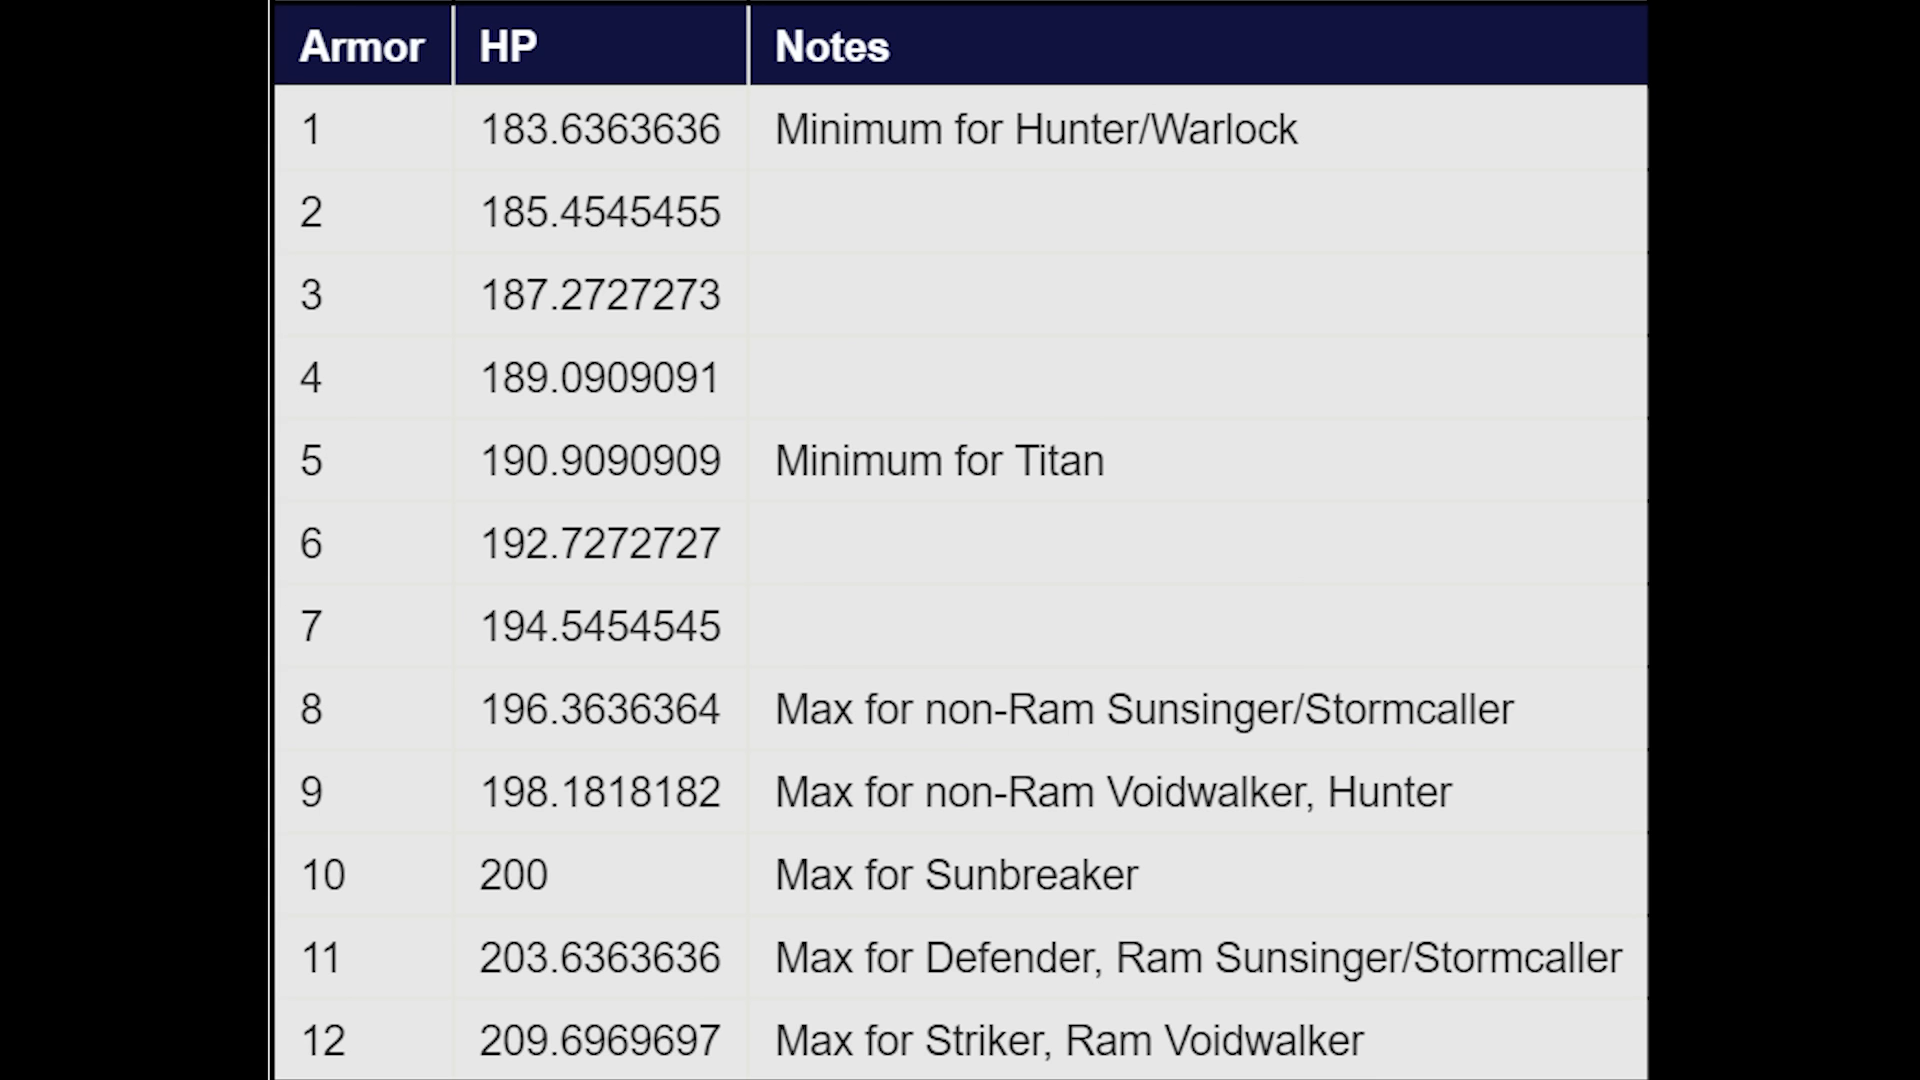 Armor HP Notes
1 183.6363636 Minimum for Hunter/Warlock
2 185.4545455
3 187.2727273
4 189.0909091
5 190.9090909 Minimum for Titan
6 192.7272727
7 194.5454545
8 196.3636364 Max for non-Ram Sunsinger/Stormcaller
9 198.1818182 Max for non-Ram Voidwalker, Hunter
10 200 Max for Sunbreaker
11 203.6363636 Max for Defender, Ram Sunsinger/Stormcaller
12 209.6969697 Max for Striker, Ram Voidwalker